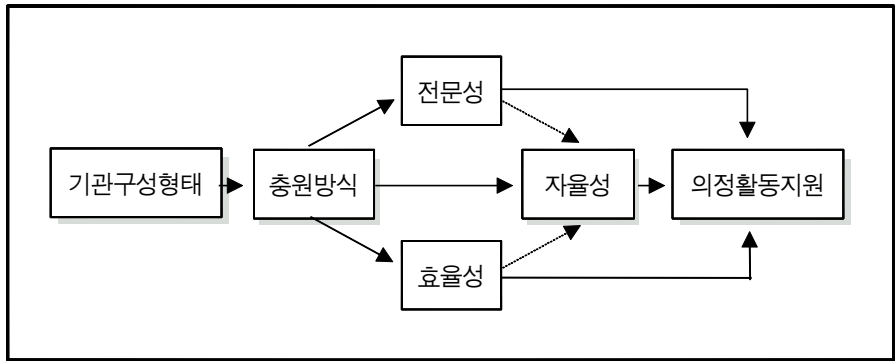 전문성
기관구성형태
충원방식
자율성
의정활동지원
효율성